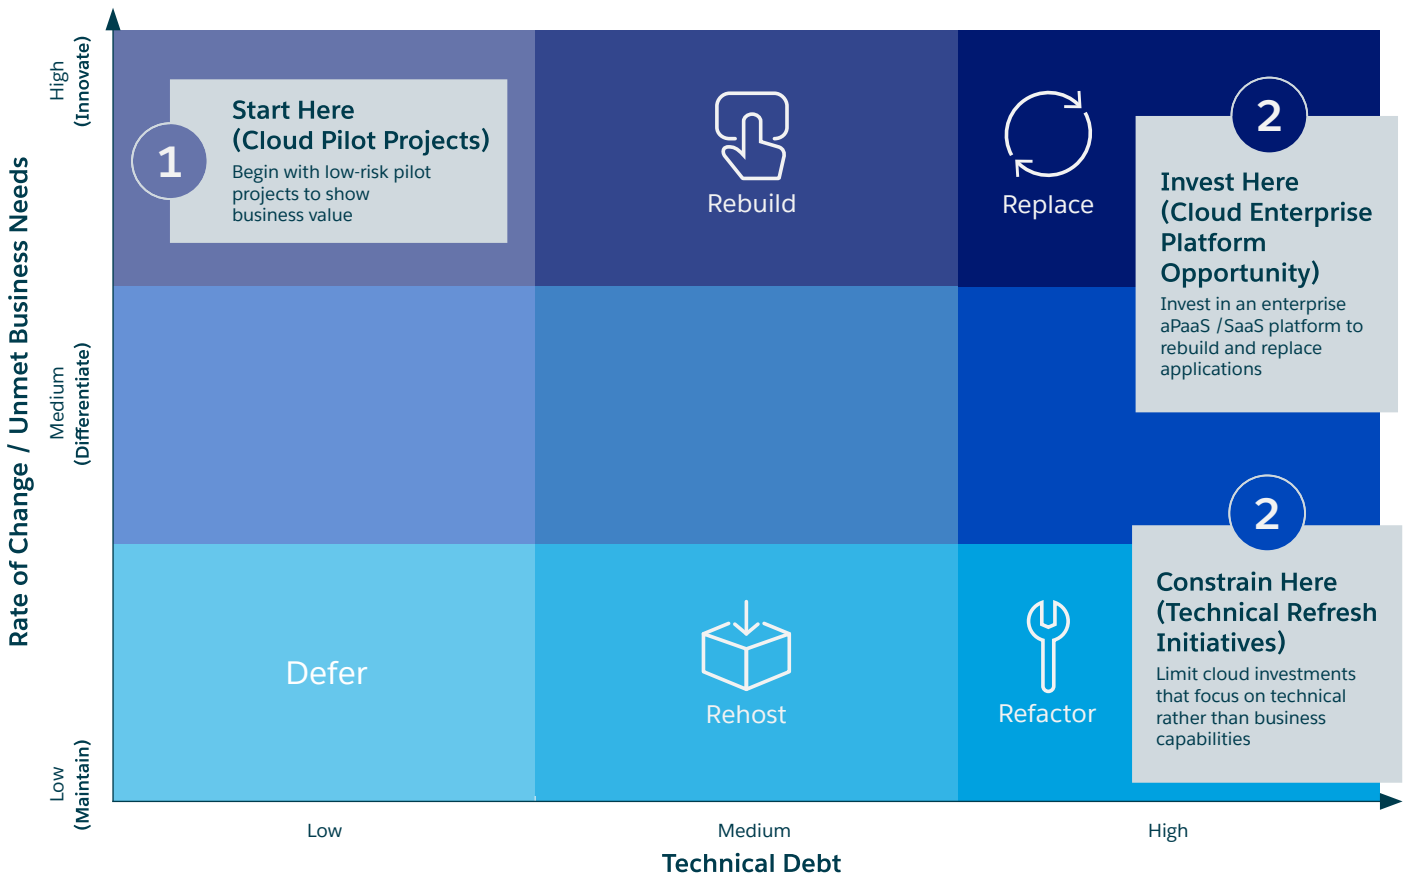 Rate of Change / Unmet Business Needs
High
(Innovate)
Medium
(Differentiate)
Low
(Maintain)
1
Start Here
(Cloud Pilot Projects)
Begin with low-risk pilot
projects to show
business value
Rebuild
Replace
2
Invest Here
(Cloud Enterprise
Platform
Opportunity)
Invest in an enterprise
aPaaS /SaaS platform to
rebuild and replace
applications
Defer
Rehost
Refactor
2
Constrain Here
(Technical Refresh
Initiatives)
Limit cloud investments
that focus on technical
rather than business
capabilities
Low
Medium
High
Technical Debt